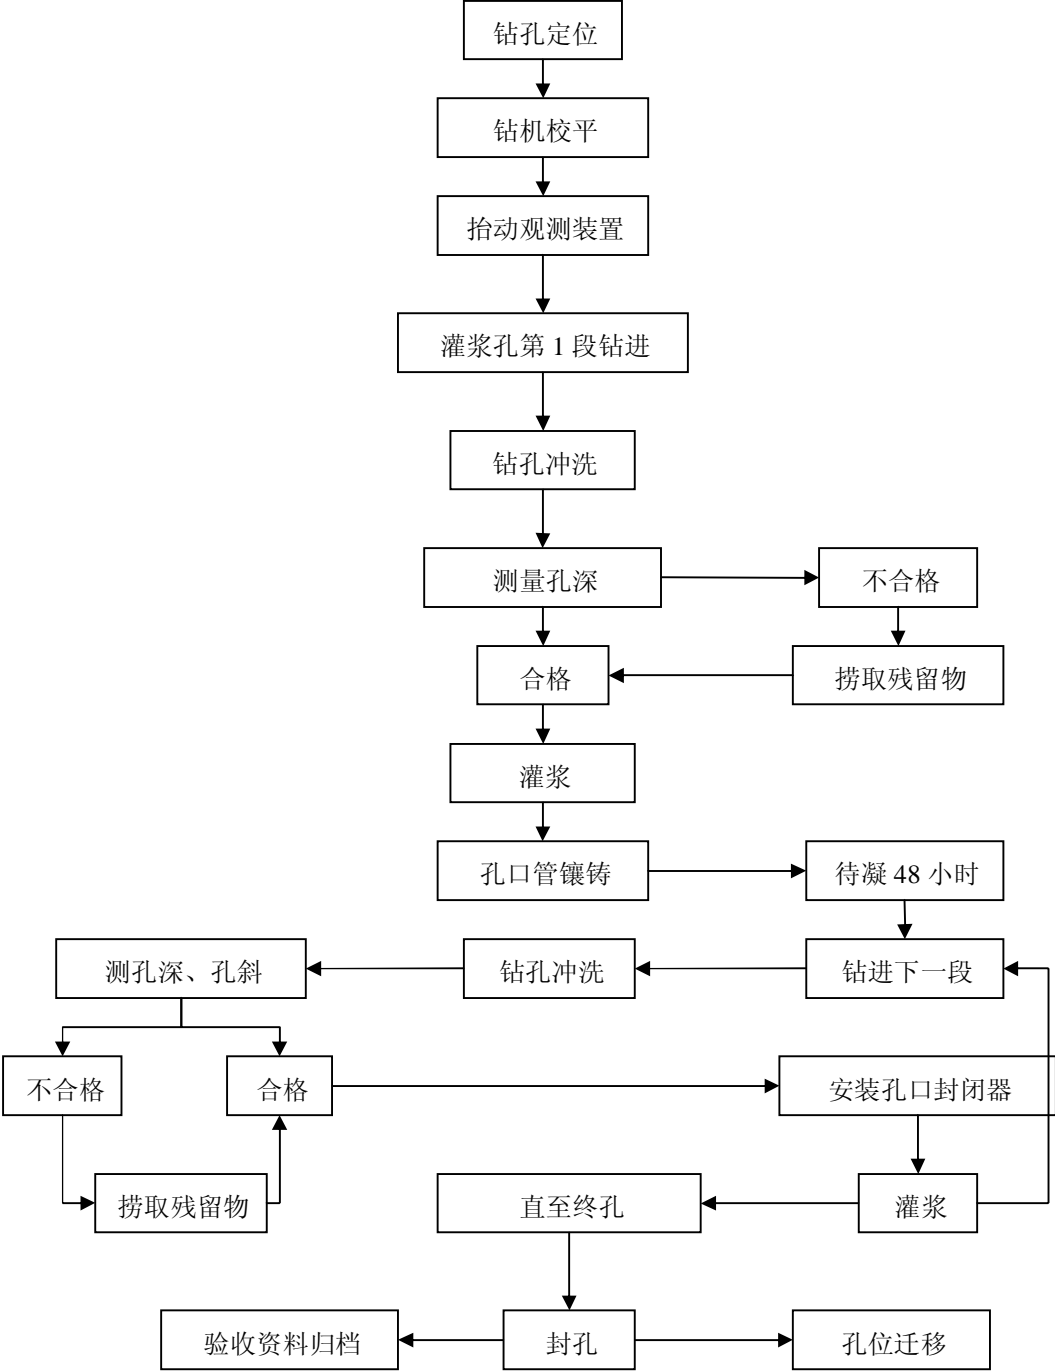 钻孔定位
钻机校平
抬动观测装置
灌浆孔第 1 段钻进
钻孔冲洗
测量孔深
不合格
合格
捞取残留物
灌浆
孔口管镶铸
待凝 48 小时
测孔深、孔斜
钻孔冲洗
钻进下一段
不合格
合格
安装孔口封闭器
捞取残留物
直至终孔
灌浆
验收资料归档
封孔
孔位迁移